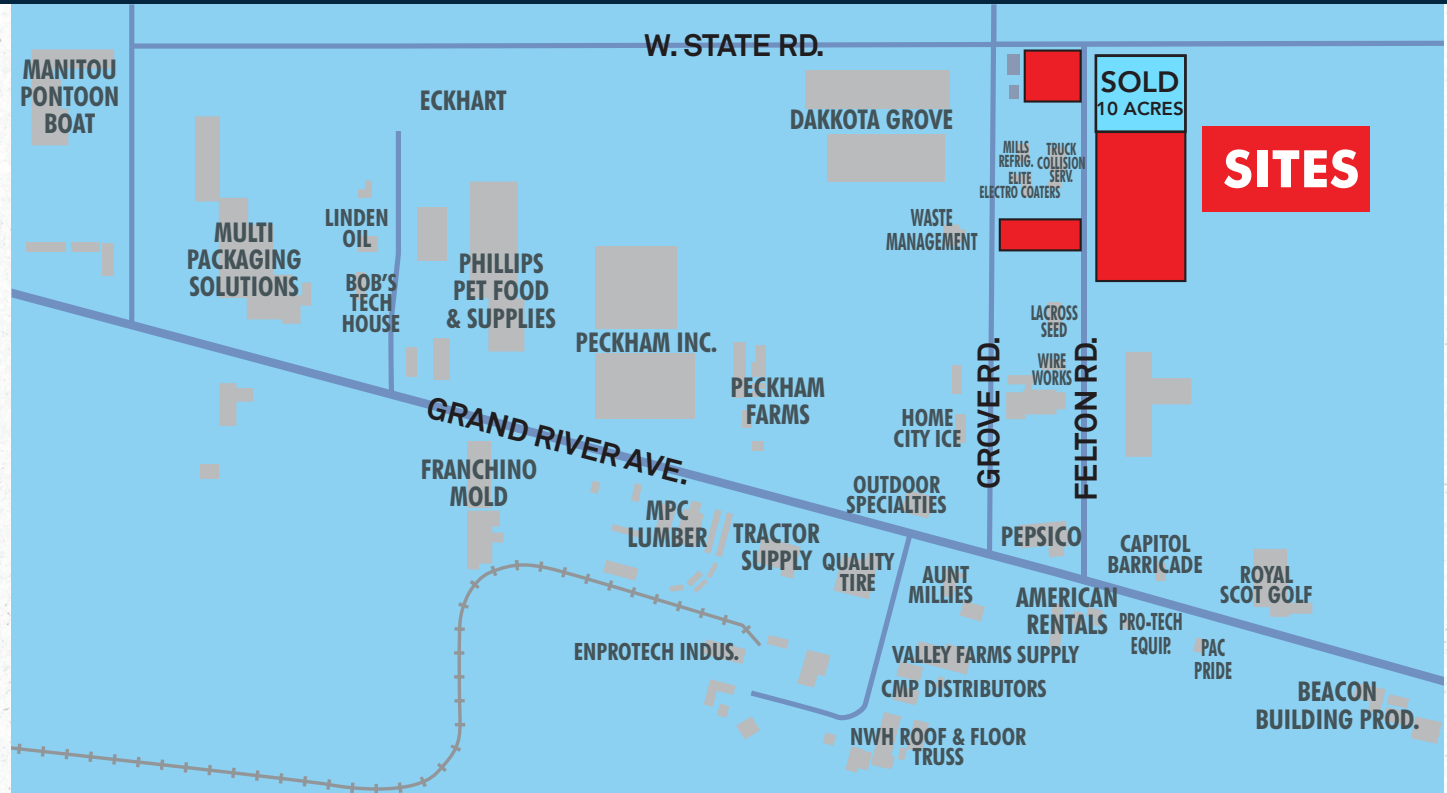 W. STATE RD.
MANITOU
PONTOON
BOAT
ECKHART
DAKKOTA GROVE
SOLD
10 ACRES
SITES
MILLS
REFRIG.
TRUCK
COLLISION
SERV.
ELITE
ELECTRO COATERS
WASTE
MANAGEMENT
MULTI
PACKAGING
SOLUTIONS
LINDEN
OIL
BOB'S
TECH
HOUSE
PHILLIPS
PET FOOD
& SUPPLIES
PECKHAM INC.
PECKHAM
FARMS
LACROSS
SEED
WIRE
WORKS
GROVE RD.
FELTON RD.
HOME
CITY ICE
GRAND RIVER AVE.
FRANCHINO
MOLD
MPC
LUMBER
OUTDOOR
SPECIALTIES
TRACTOR
SUPPLY
QUALITY
TIRE
PEPSICO
CAPITOL
BARRICADE
AUNT
MILLIES
AMERICAN
RENTALS
ROYAL
SCOT GOLF
PRO-TECH
EQUIP.
PAC
PRIDE
ENPROTECH INDUS.
VALLEY FARMS SUPPLY
CMP DISTRIBUTORS
BEACON
BUILDING PROD.
NWH ROOF & FLOOR
TRUSS